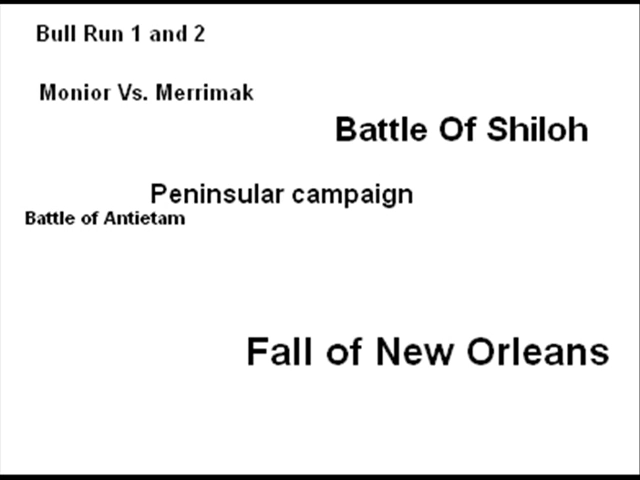 Bull Run 1 and 2
Monior Vs. Merrimak
Battle Of Shiloh
Peninsular campaign
Battle of Antietam
Fall of New Orleans